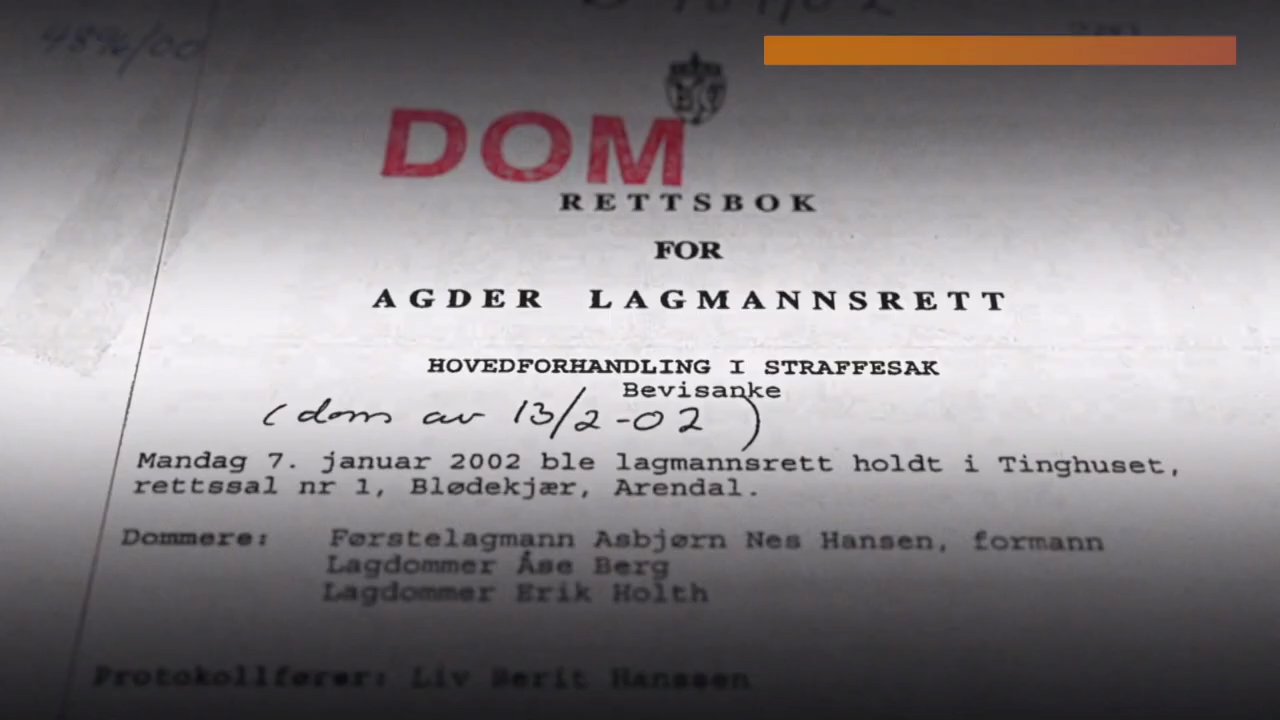 48%/00
DOM
RETTSBOK
FOR
AGDER LAGMANNSRETT
HOVEDFORHANDLING I STRAFFESAK
Bevisanke
(dom av 13/2-02)
Mandag 7. januar 2002 ble lagmannsrett holdt i Tinghuset,
rettssal nr 1, Blødekjær, Arendal.
Dommere: Førstelagmann Asbjørn Nes Hansen, formann
Lagdommer Åse Berg
Lagdommer Erik Holth
Protokollfører: Liv Berit Hanssen